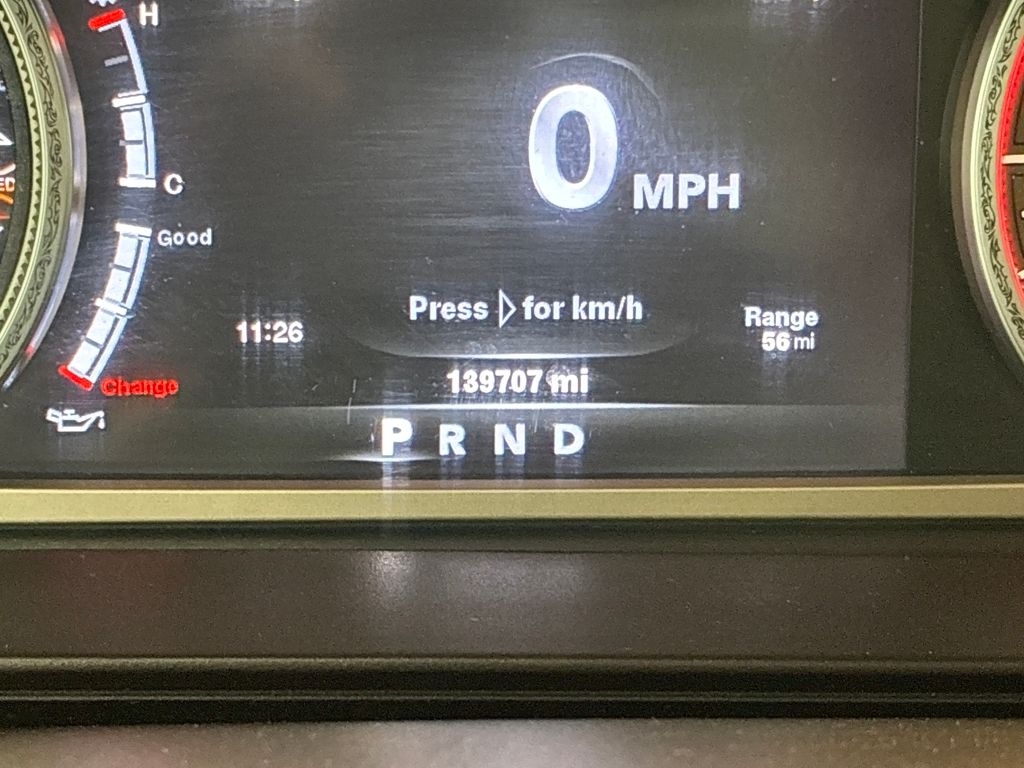 H
C
Good
0 MPH
Press ▷ for km/h
Range
11:26
56 mi
139707 mi
Change
P R N D